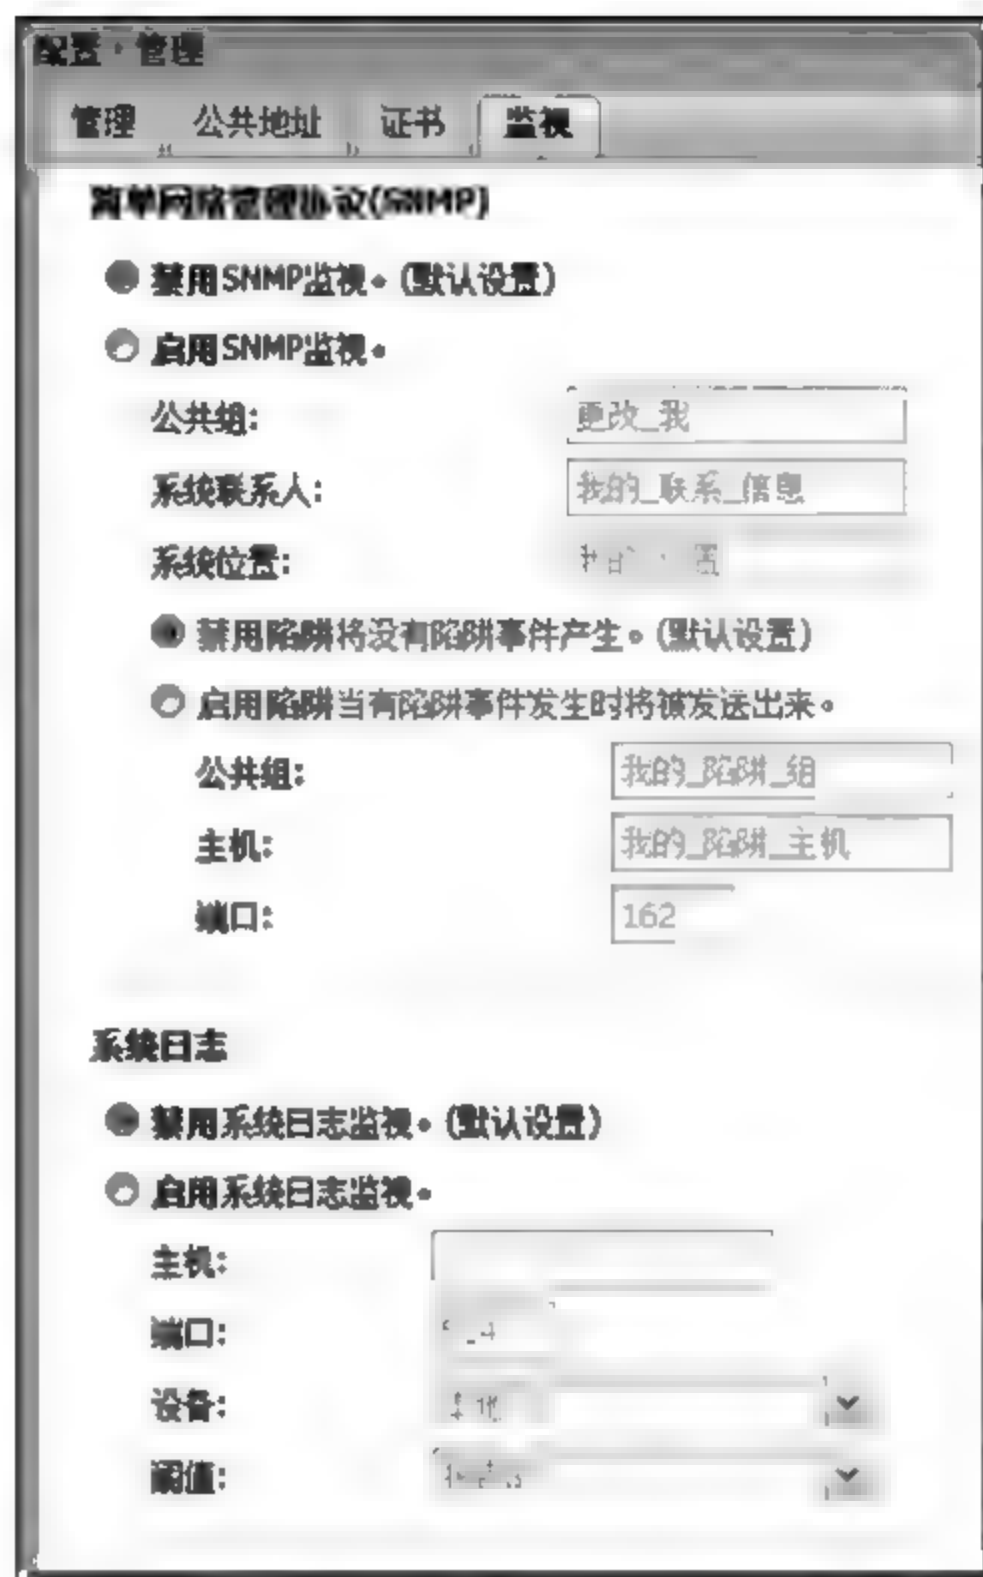 配置·管理
管理 公共地址 证书 监视
简单网络管理协议(SNMP)
禁用SNMP监视。(默认设置)
启用SNMP监视。
公共组: 更改_我
系统联系人: 我的_联系_信息
系统位置:
禁用陷阱将没有陷阱事件产生。(默认设置)
启用陷阱当有陷阱事件发生时将被发送出来。
公共组: 我的_陷阱_组
主机: 我的_陷阱_主机
端口: 162
系统日志
禁用系统日志监视。(默认设置)
启用系统日志监视。
主机:
端口:
设备:
阈值: